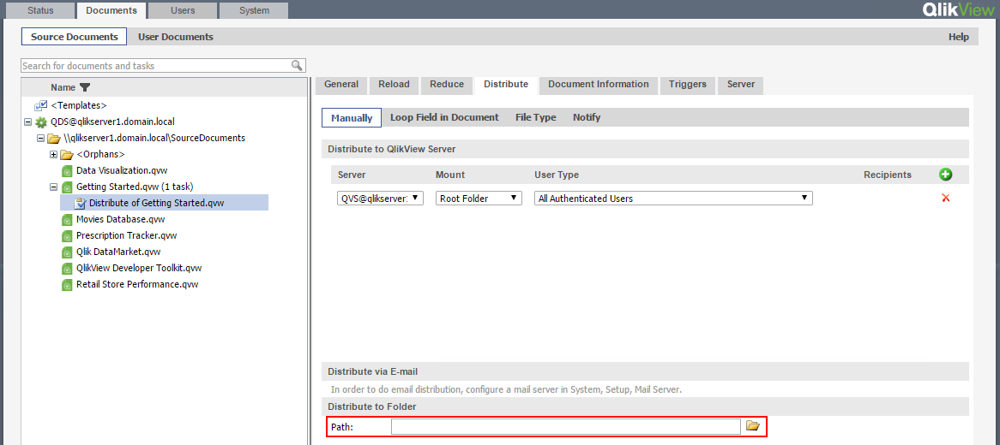 Status Documents Users System QlikView
Source Documents User Documents Help
Search for documents and tasks
Name
<Templates>
QDS@qlikserver1.domain.local
\\qlikserver1.domain.local\SourceDocuments
<Orphans>
Data Visualization.qvw
Getting Started.qvw (1 task)
Distribute of Getting Started.qvw
Movies Database.qvw
Prescription Tracker.qvw
Qlik DataMarket.qvw
QlikView Developer Toolkit.qvw
Retail Store Performance.qvw
General Reload Reduce Distribute Document Information Triggers Server
Manually Loop Field in Document File Type Notify
Distribute to QlikView Server
Server Mount User Type Recipients
QVS@qlikserver1 Root Folder All Authenticated Users
Distribute via E-mail
In order to do email distribution, configure a mail server in System, Setup, Mail Server.
Distribute to Folder
Path: